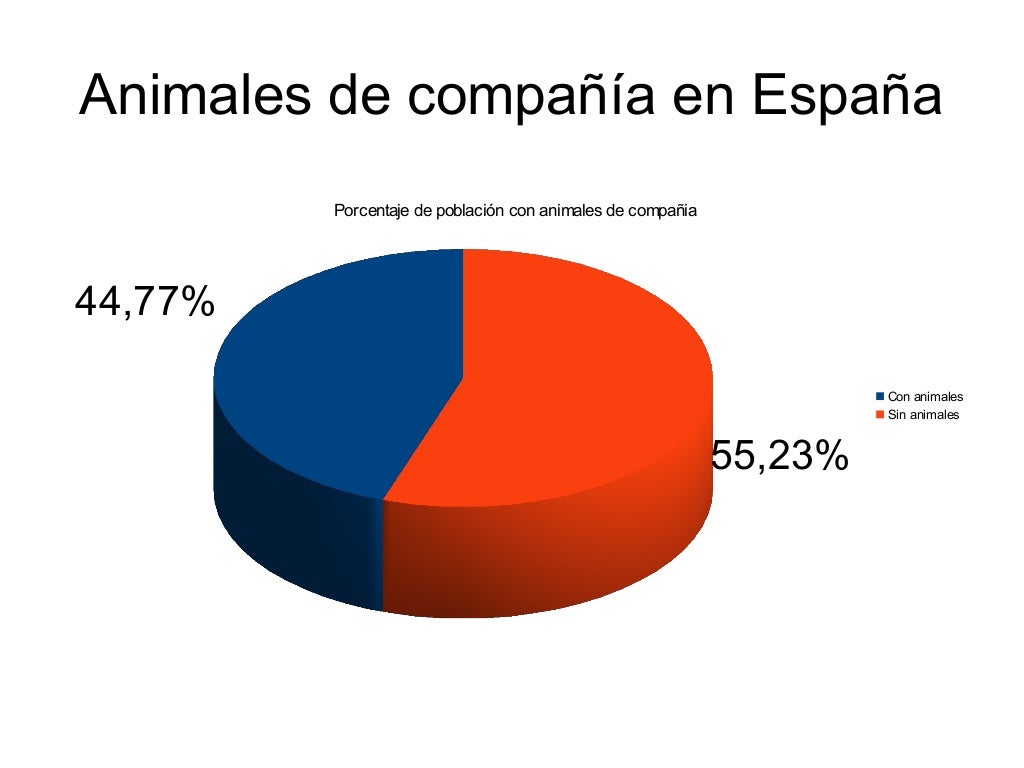 Animales de compañía en España
Porcentaje de población con animales de compañia
44,77%
Con animales
Sin animales
55,23%